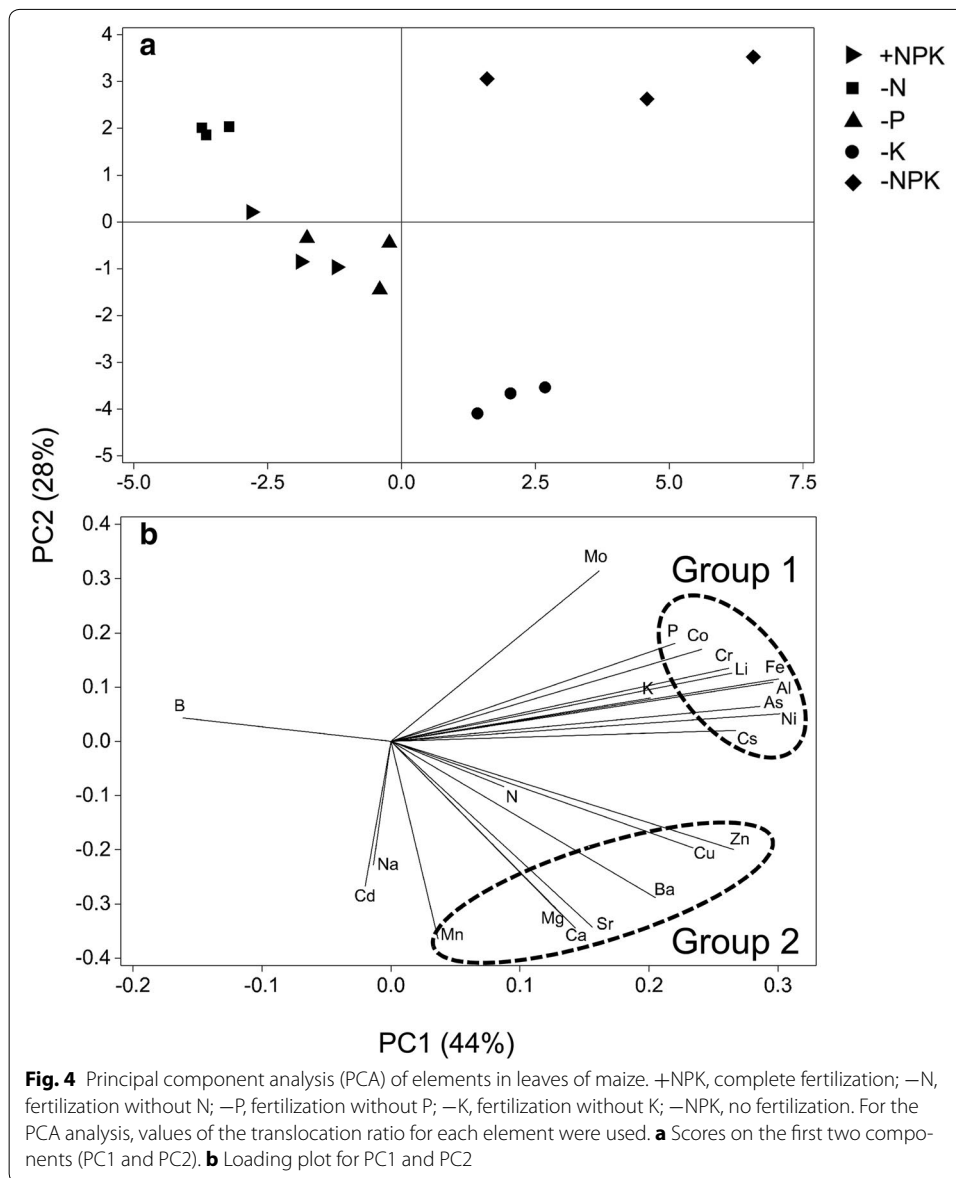 a
4
3
2
1
0
-1
-2
-3
-4
-5
-5.0 -2.5 0.0 2.5 5.0 7.5
+NPK
-N
-P
-K
-NPK
PC2 (28%)
b
0.4
0.3
0.2
0.1
0.0
-0.1
-0.2
-0.3
-0.4
Mo
Group 1
P
Co
Cr
Li
Fe
K
Al
As
Ni
Cs
B
N
Zn
Cu
Na
Cd
Ba
Mn
Mg
Ca
Sr
Group 2
-0.2 -0.1 0.0 0.1 0.2 0.3
PC1 (44%)
Fig. 4 Principal component analysis (PCA) of elements in leaves of maize. +NPK, complete fertilization; −N,
fertilization without N; −P, fertilization without P; −K, fertilization without K; −NPK, no fertilization. For the
PCA analysis, values of the translocation ratio for each element were used. a Scores on the first two compo-
nents (PC1 and PC2). b Loading plot for PC1 and PC2